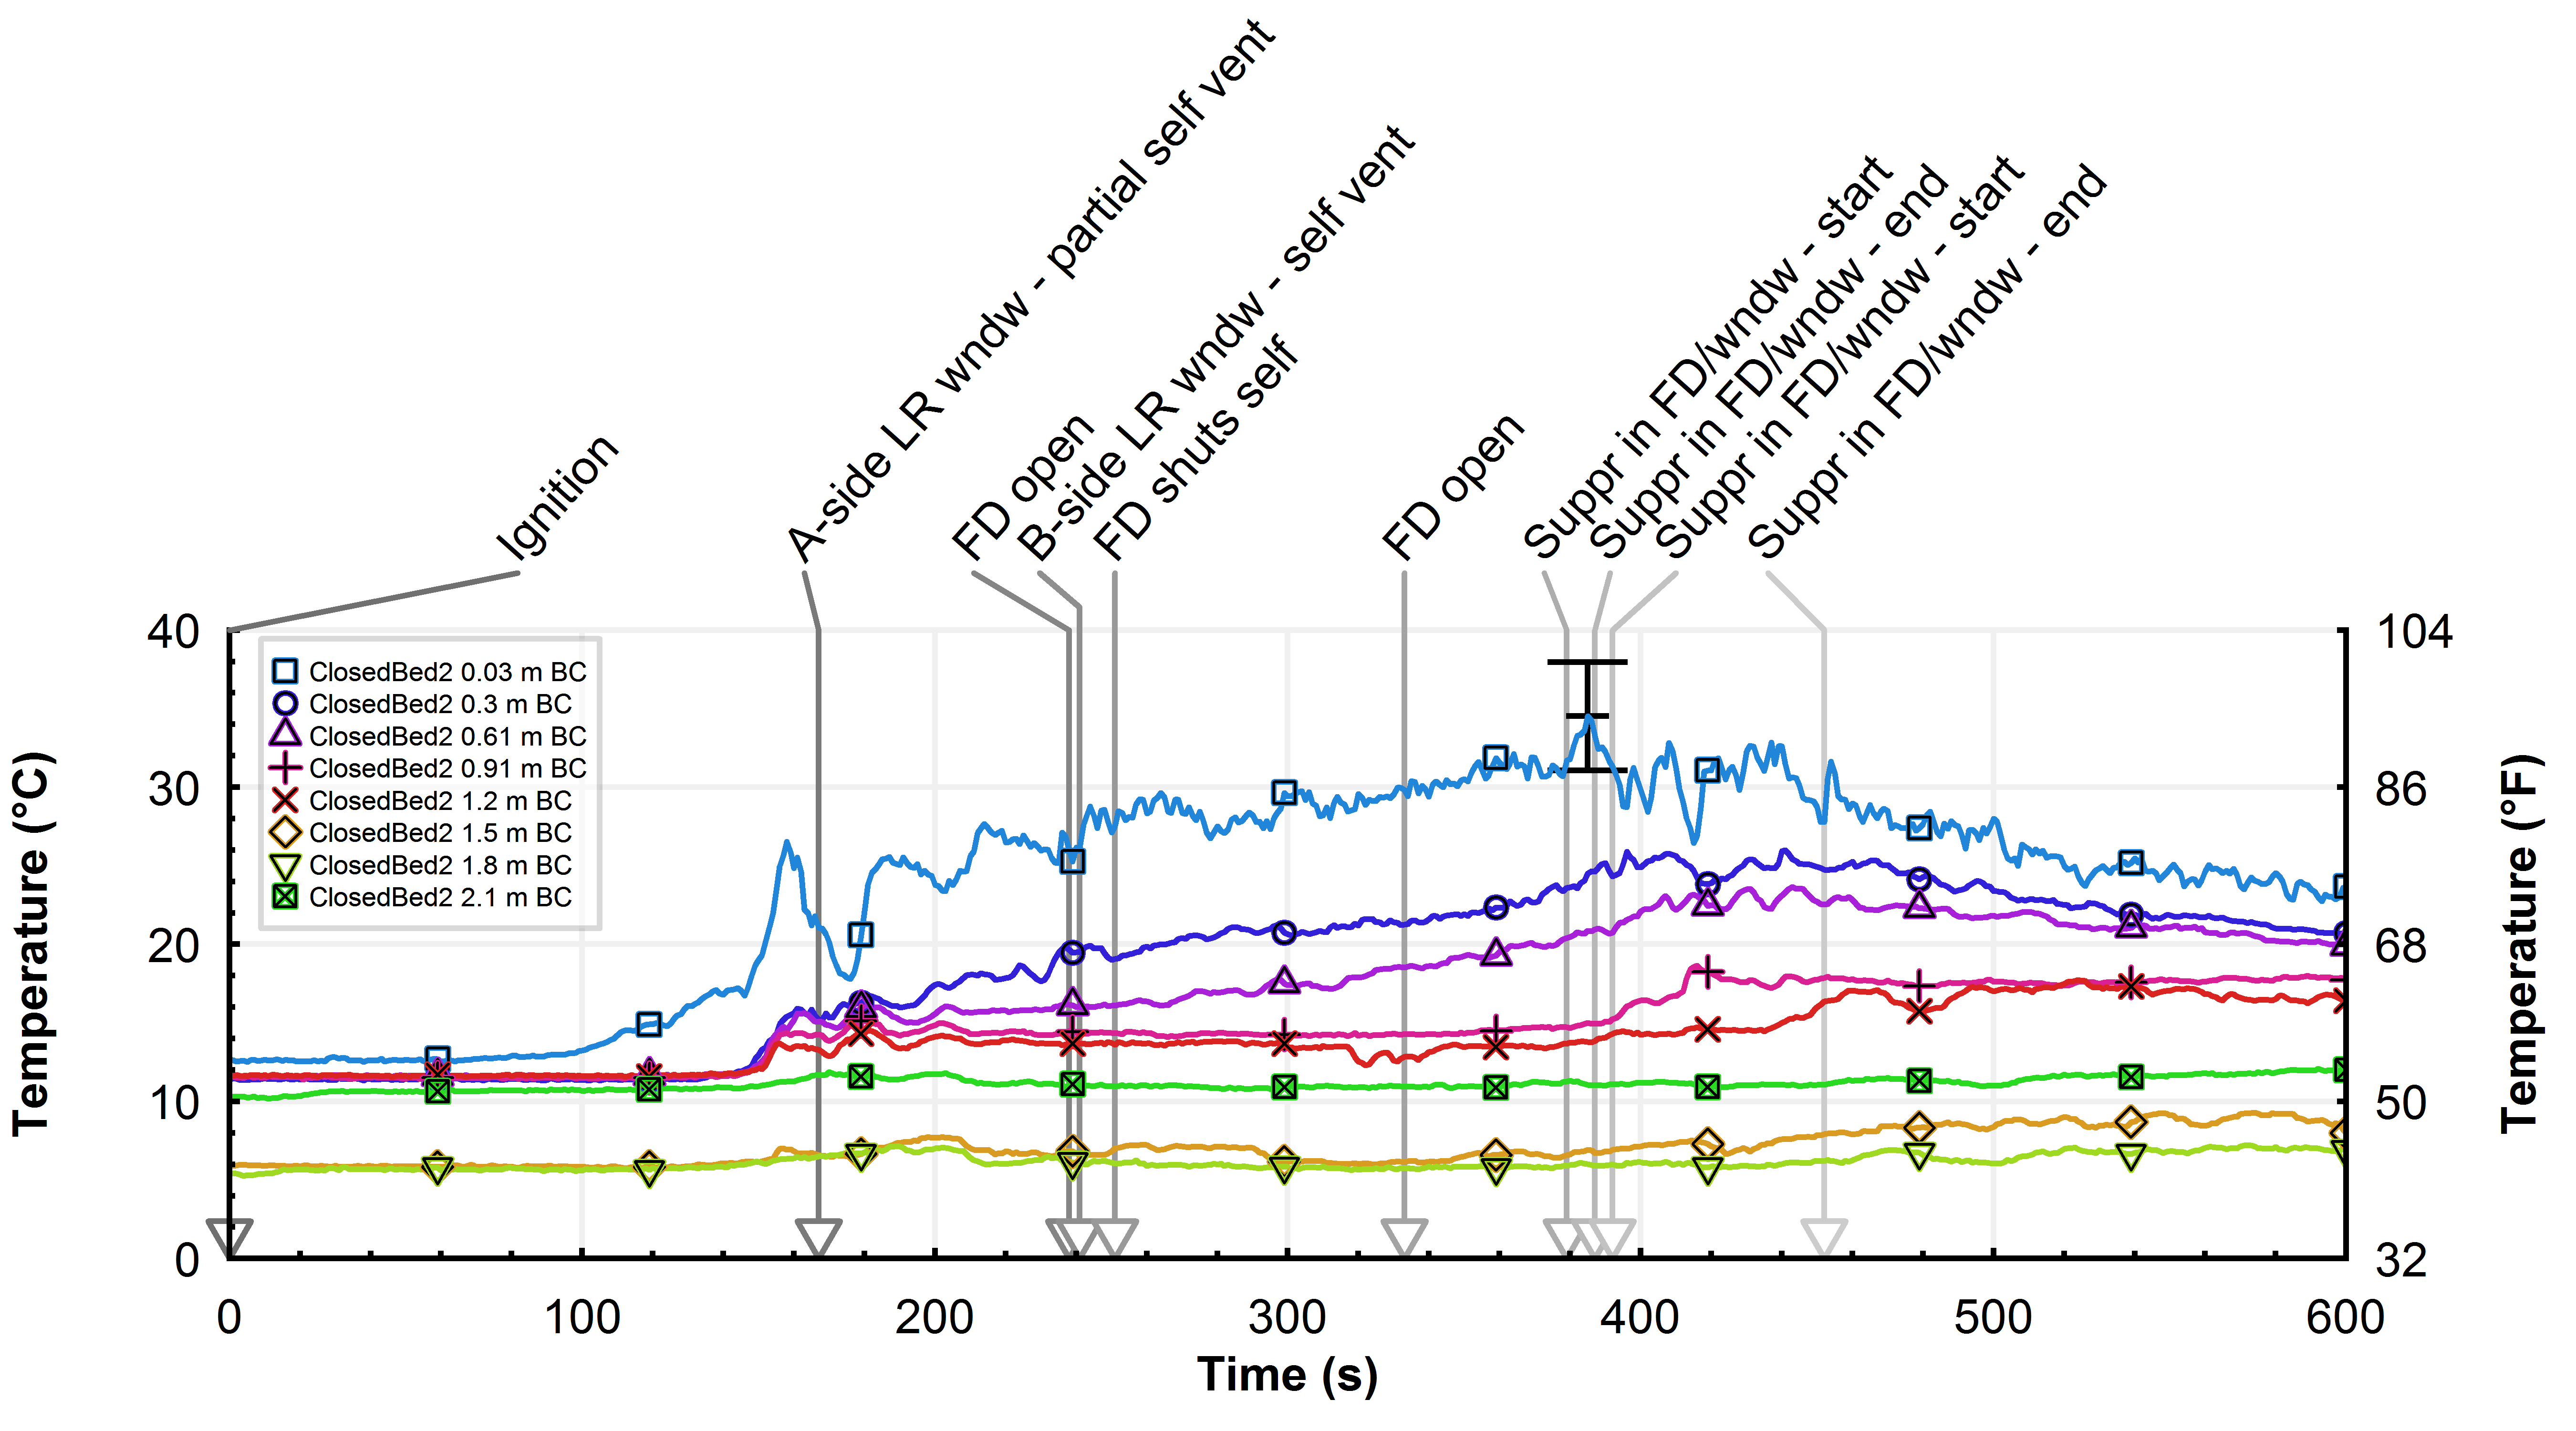 Ignition
A-side LR wndw - partial self vent
FD open
B-side LR wndw - self vent
FD shuts self
FD open
Suppr in FD/wndw - start
Suppr in FD/wndw - end
Suppr in FD/wndw - start
Suppr in FD/wndw - end
40
30
20
10
0
Temperature (°C)
ClosedBed2 0.03 m BC
ClosedBed2 0.3 m BC
ClosedBed2 0.61 m BC
ClosedBed2 0.91 m BC
ClosedBed2 1.2 m BC
ClosedBed2 1.5 m BC
ClosedBed2 1.8 m BC
ClosedBed2 2.1 m BC
104
86
68
50
32
Temperature (°F)
0 100 200 300 400 500 600
Time (s)